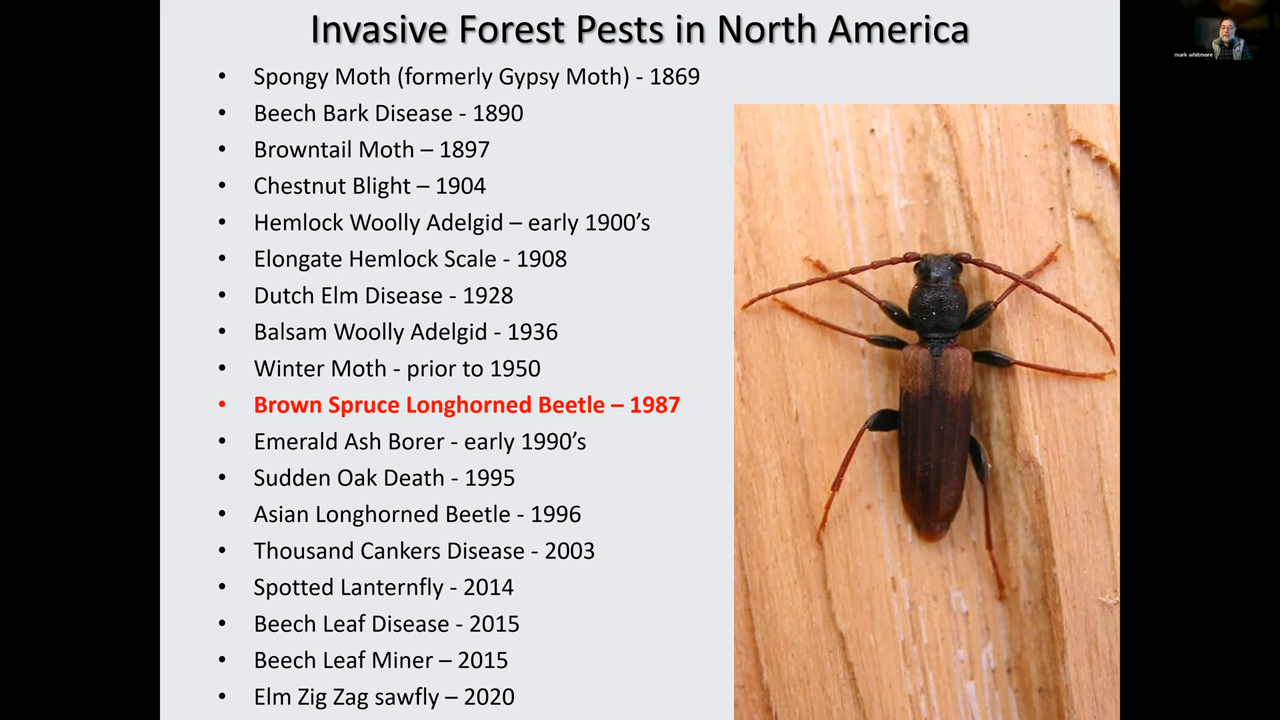 Invasive Forest Pests in North America
mark whitmore
• Spongy Moth (formerly Gypsy Moth) - 1869
• Beech Bark Disease - 1890
• Browntail Moth – 1897
• Chestnut Blight – 1904
• Hemlock Woolly Adelgid – early 1900’s
• Elongate Hemlock Scale - 1908
• Dutch Elm Disease - 1928
• Balsam Woolly Adelgid - 1936
• Winter Moth - prior to 1950
• Brown Spruce Longhorned Beetle – 1987
• Emerald Ash Borer - early 1990’s
• Sudden Oak Death - 1995
• Asian Longhorned Beetle - 1996
• Thousand Cankers Disease - 2003
• Spotted Lanternfly - 2014
• Beech Leaf Disease - 2015
• Beech Leaf Miner – 2015
• Elm Zig Zag sawfly – 2020